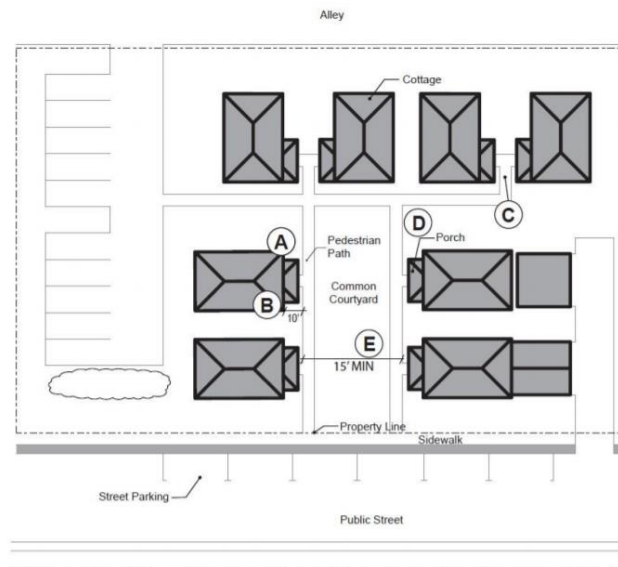 Alley
Cottage
C
A
D
Pedestrian
Path
Porch
Common
Courtyard
B
10'
E
15' MIN
Property Line
Sidewalk
Street Parking
Public Street